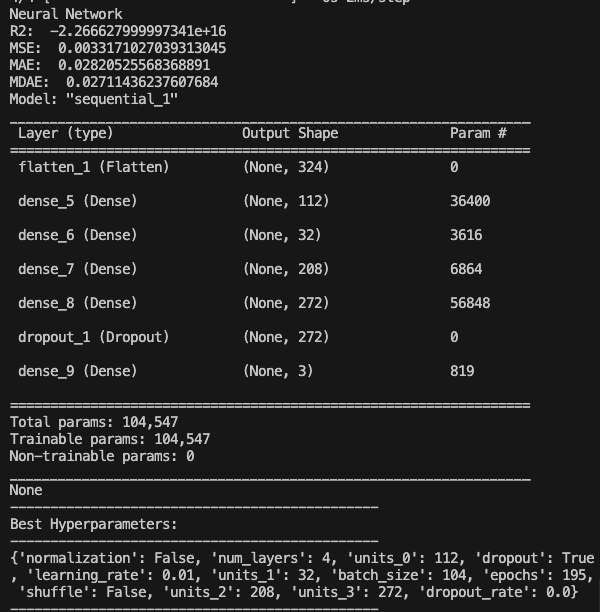 Neural Network
R2:  -2.266627999997341e+16
MSE:  0.0033171027039313045
MAE:  0.02820525568368891
MDAE:  0.02711436237607684
Model: "sequential_1"
Layer (type)                Output Shape              Param #
flatten_1 (Flatten)         (None, 324)               0
dense_5 (Dense)             (None, 112)               36400
dense_6 (Dense)             (None, 32)                3616
dense_7 (Dense)             (None, 208)               6864
dense_8 (Dense)             (None, 272)               56848
dropout_1 (Dropout)         (None, 272)               0
dense_9 (Dense)             (None, 3)                 819
Total params: 104,547
Trainable params: 104,547
Non-trainable params: 0
None
Best Hyperparameters:
{'normalization': False, 'num_layers': 4, 'units_0': 112, 'dropout': True
, 'learning_rate': 0.01, 'units_1': 32, 'batch_size': 104, 'epochs': 195,
'shuffle': False, 'units_2': 208, 'units_3': 272, 'dropout_rate': 0.0}